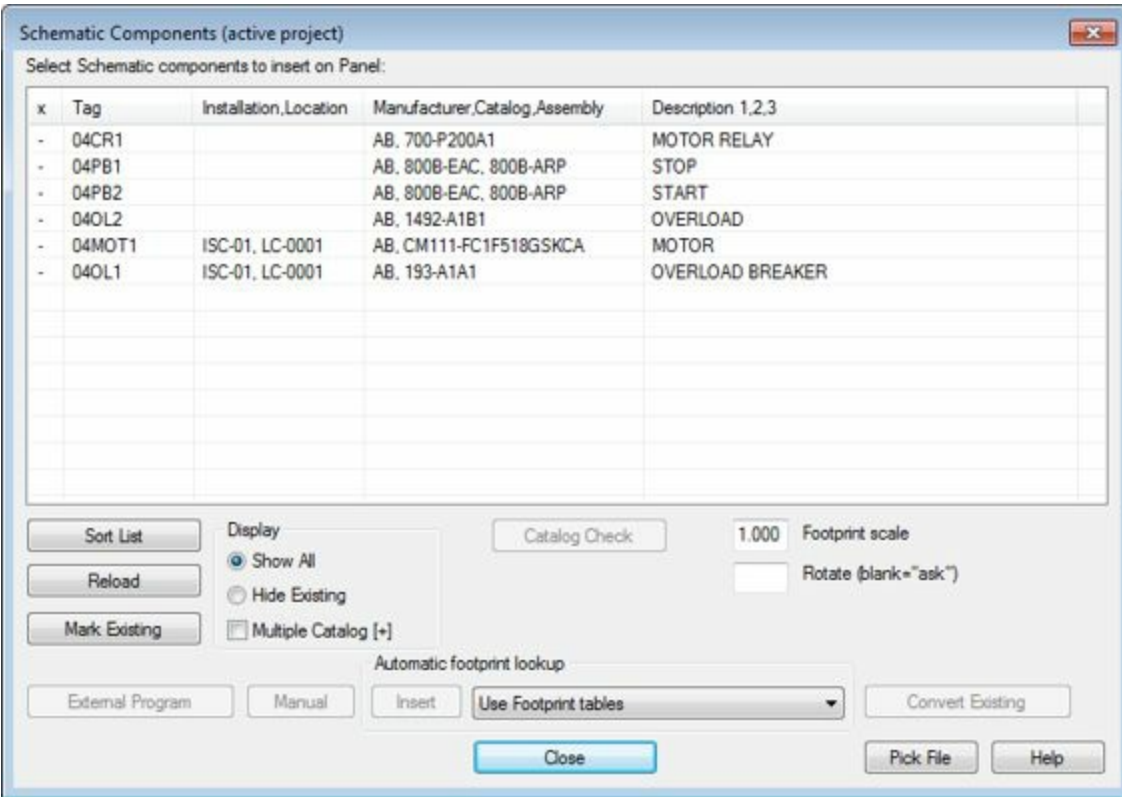 Schematic Components (active project)
Select Schematic components to insert on Panel:
x Tag Installation,Location Manufacturer,Catalog,Assembly Description 1,2,3
- 04CR1 AB, 700-P200A1 MOTOR RELAY
- 04PB1 AB, 800B-EAC, 800B-ARP STOP
- 04PB2 AB, 800B-EAC, 800B-ARP START
- 04OL2 AB, 1492-A1B1 OVERLOAD
- 04MOT1 ISC-01, LC-0001 AB, CM111-FC1F518GSKCA MOTOR
- 04OL1 ISC-01, LC-0001 AB, 193-A1A1 OVERLOAD BREAKER
Sort List Display Catalog Check 1.000 Footprint scale
Show All
Reload Rotate (blank="ask")
Hide Existing
Mark Existing Multiple Catalog [+]
Automatic footprint lookup
External Program Manual Insert Use Footprint tables Convert Existing
Close Pick File Help